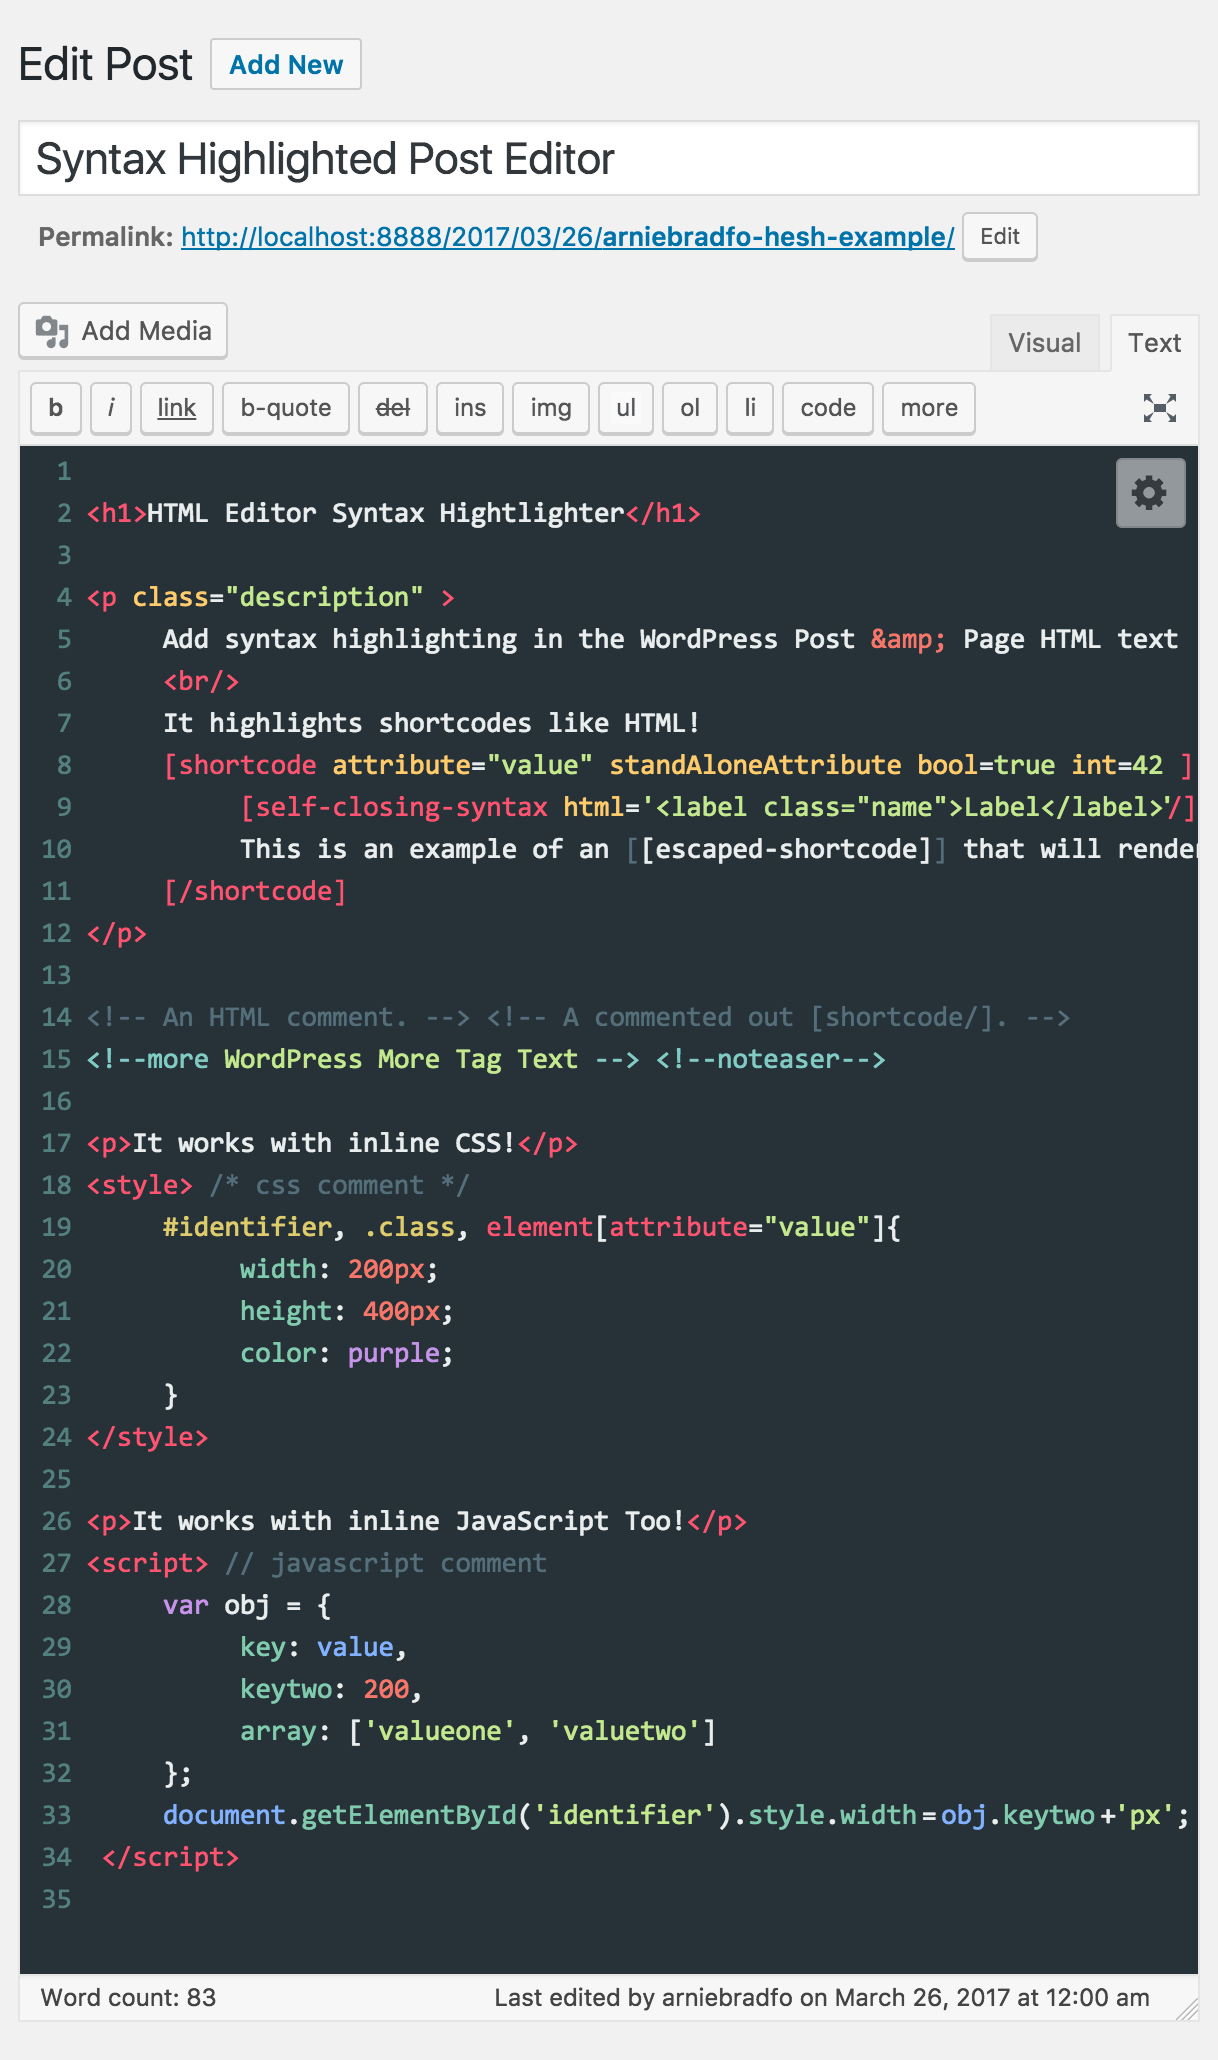 Edit Post Add New
Syntax Highlighted Post Editor
Permalink: http://localhost:8888/2017/03/26/arniebradfo-hesh-example/ Edit
Add Media Visual Text
b i link b-quote del ins img ul ol li code more
1
2 <h1>HTML Editor Syntax Hightlighter</h1>
3
4 <p class="description" >
5 Add syntax highlighting in the WordPress Post &amp; Page HTML text
6 <br/>
7 It highlights shortcodes like HTML!
8 [shortcode attribute="value" standAloneAttribute bool=true int=42 ]
9 [self-closing-syntax html='<label class="name">Label</label>'/]
10 This is an example of an [[escaped-shortcode]] that will render
11 [/shortcode]
12 </p>
13
14 <!-- An HTML comment. --> <!-- A commented out [shortcode/]. -->
15 <!--more WordPress More Tag Text --> <!--noteaser-->
16
17 <p>It works with inline CSS!</p>
18 <style> /* css comment */
19 #identifier, .class, element[attribute="value"]{
20 width: 200px;
21 height: 400px;
22 color: purple;
23 }
24 </style>
25
26 <p>It works with inline JavaScript Too!</p>
27 <script> // javascript comment
28 var obj = {
29 key: value,
30 keytwo: 200,
31 array: ['valueone', 'valuetwo']
32 };
33 document.getElementById('identifier').style.width=obj.keytwo+'px';
34 </script>
35
Word count: 83 Last edited by arniebradfo on March 26, 2017 at 12:00 am